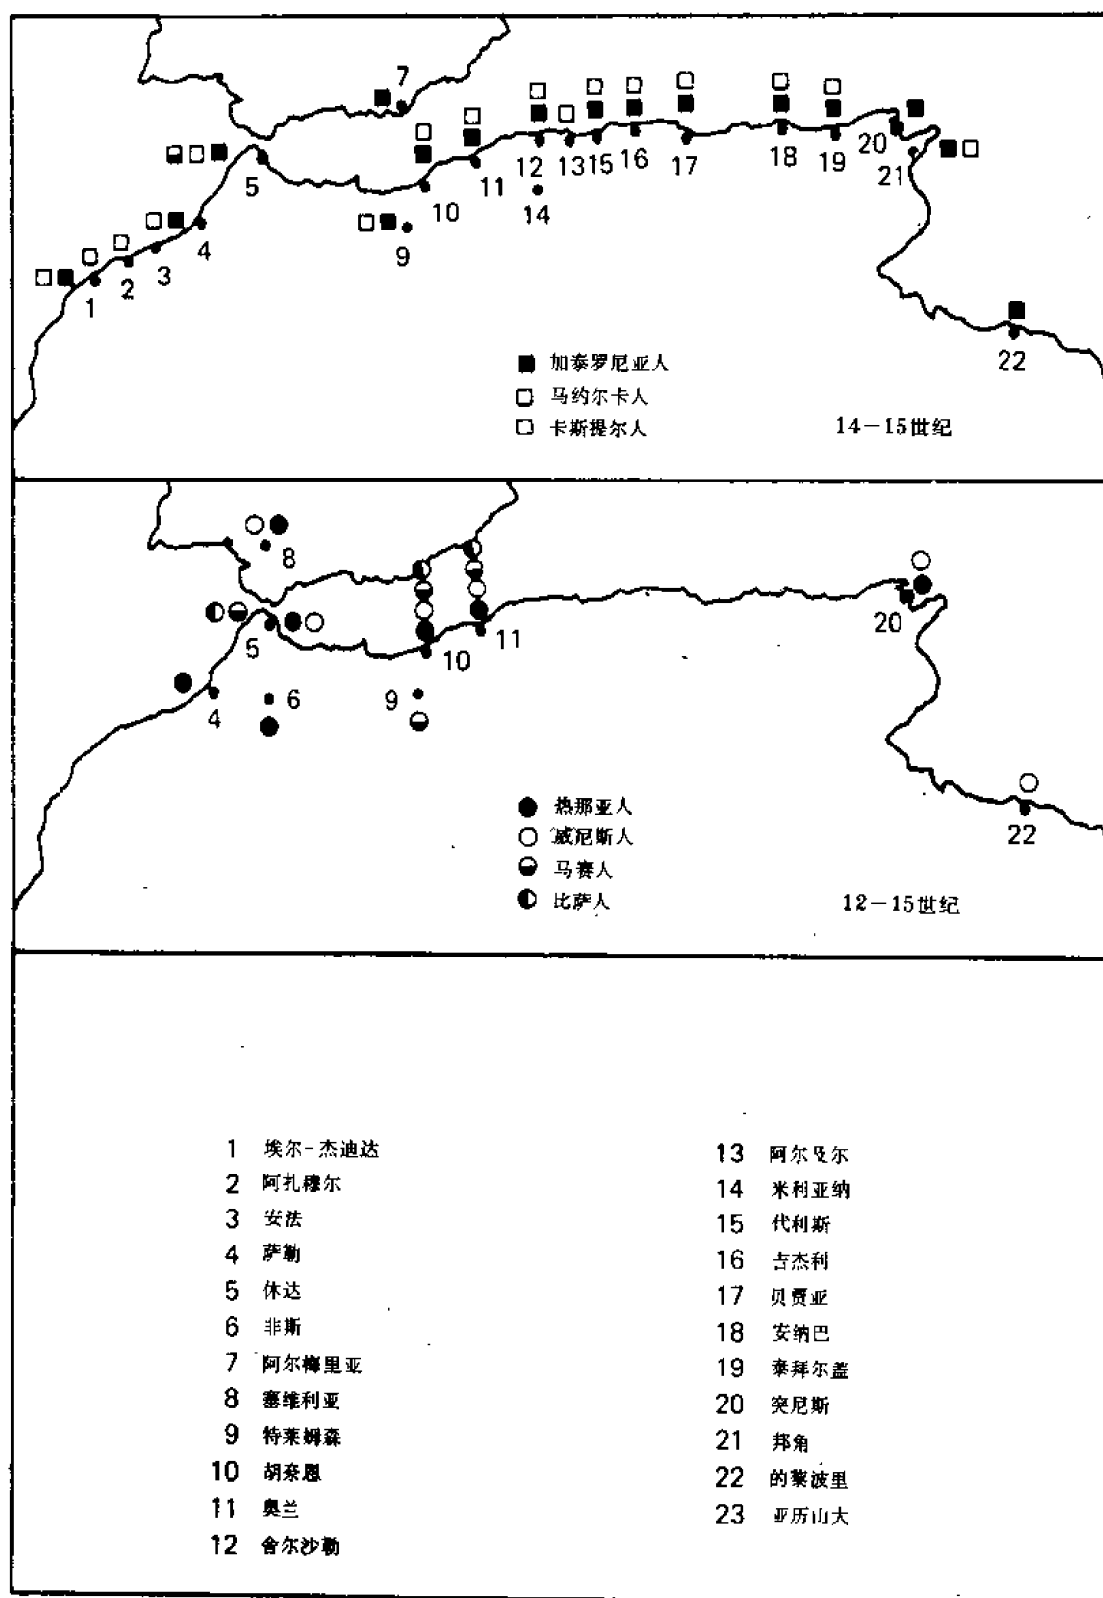 7
20
5
12
13
15
16
17
18
19
21
11
10
14
4
3
9
2
1
22
加泰罗尼亚人
马约尔卡人
卡斯提尔人
14-15世纪
8
5
11
20
10
4
6
9
22
热那亚人
威尼斯人
马赛人
比萨人
12-15世纪
1 埃尔-杰迪达
2 阿扎穆尔
3 安法
4 萨勒
5 休达
6 非斯
7 阿尔梅里亚
8 塞维利亚
9 特莱姆森
10 胡奈恩
11 奥兰
12 舍尔沙勒
13 阿尔及尔
14 米利亚纳
15 代利斯
16 吉杰利
17 贝贾亚
18 安纳巴
19 泰拜尔盖
20 突尼斯
21 邦角
22 的黎波里
23 亚历山大